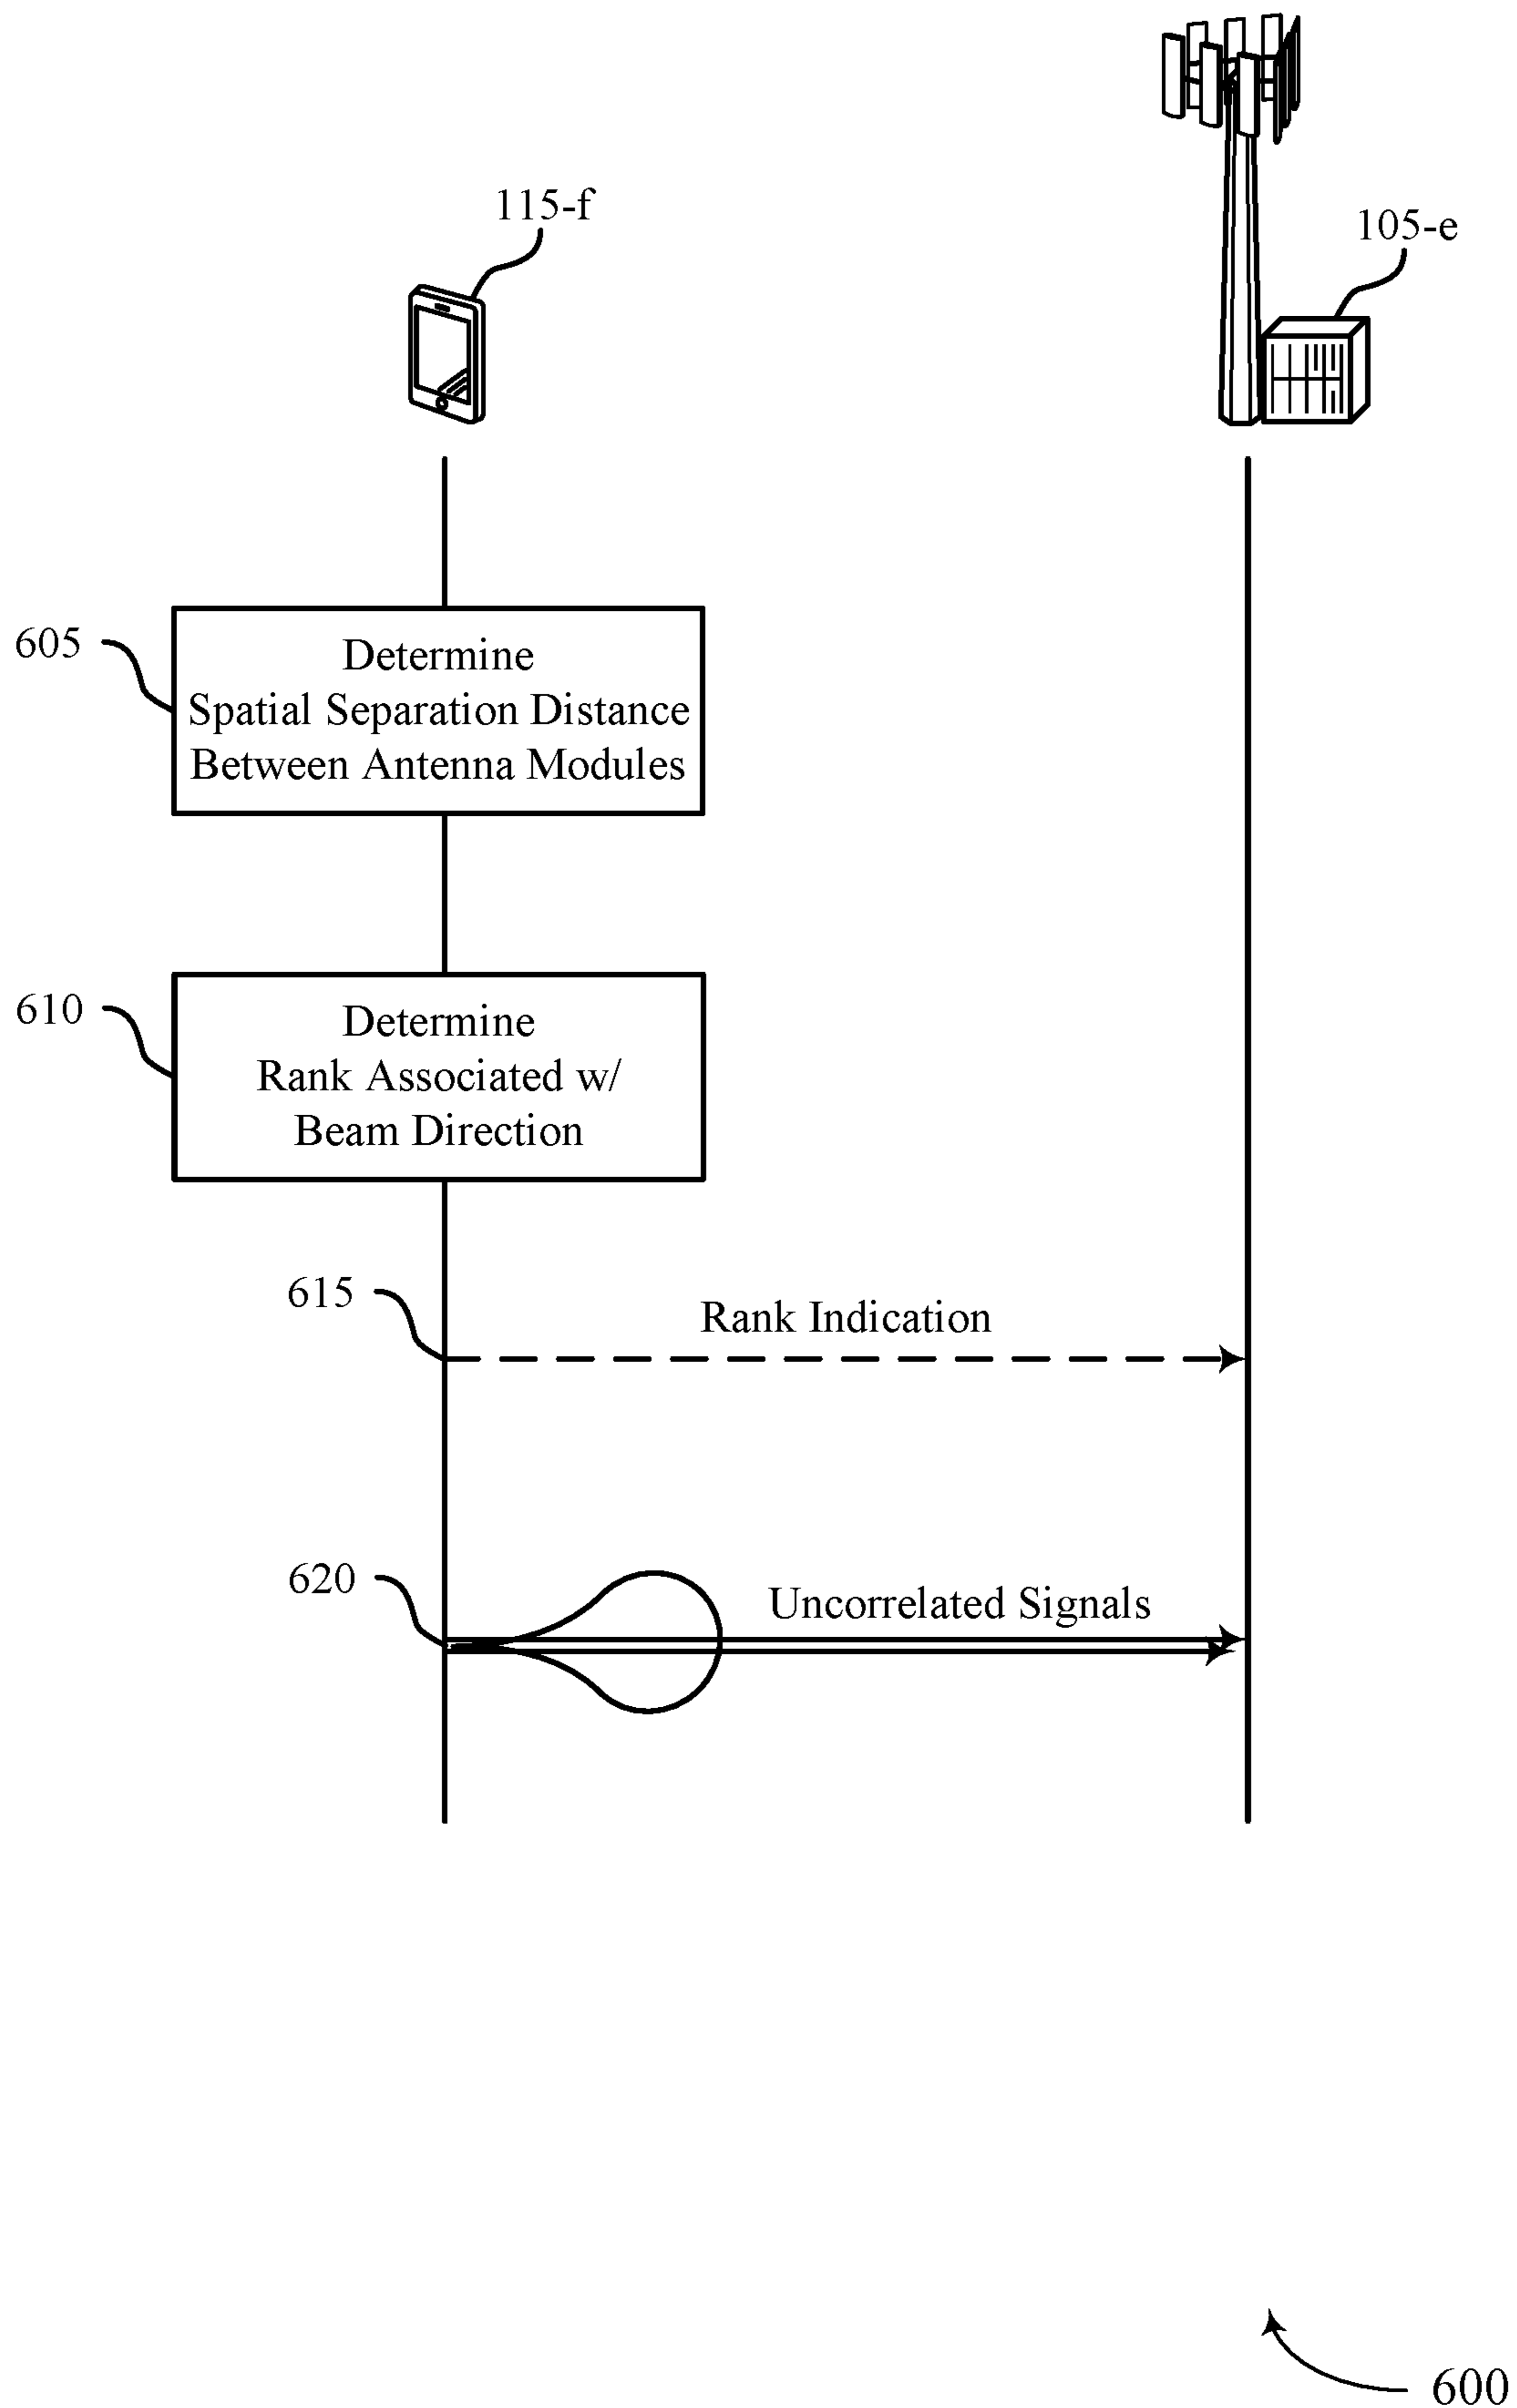 115-f
105-e
605
Determine
Spatial Separation Distance
Between Antenna Modules
610
Determine
Rank Associated w/
Beam Direction
615
Rank Indication
620
Uncorrelated Signals
600